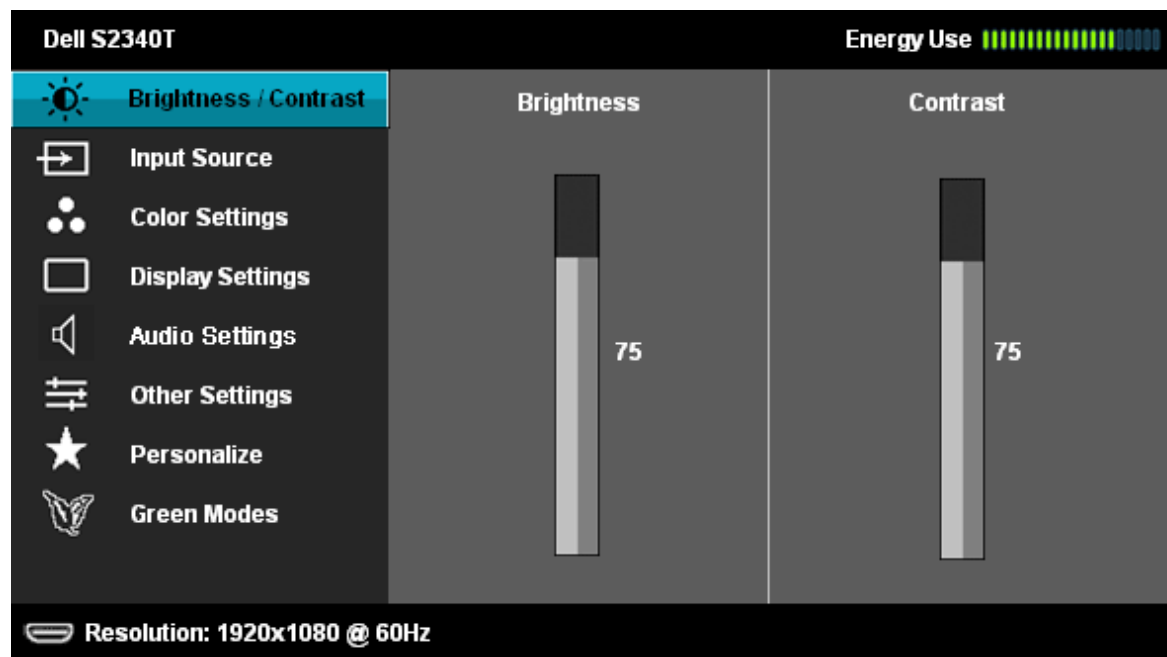 Dell S2340T
Energy Use
Brightness / Contrast
Input Source
Color Settings
Display Settings
Audio Settings
Other Settings
Personalize
Green Modes
Brightness
75
Contrast
75
Resolution: 1920x1080 @ 60Hz